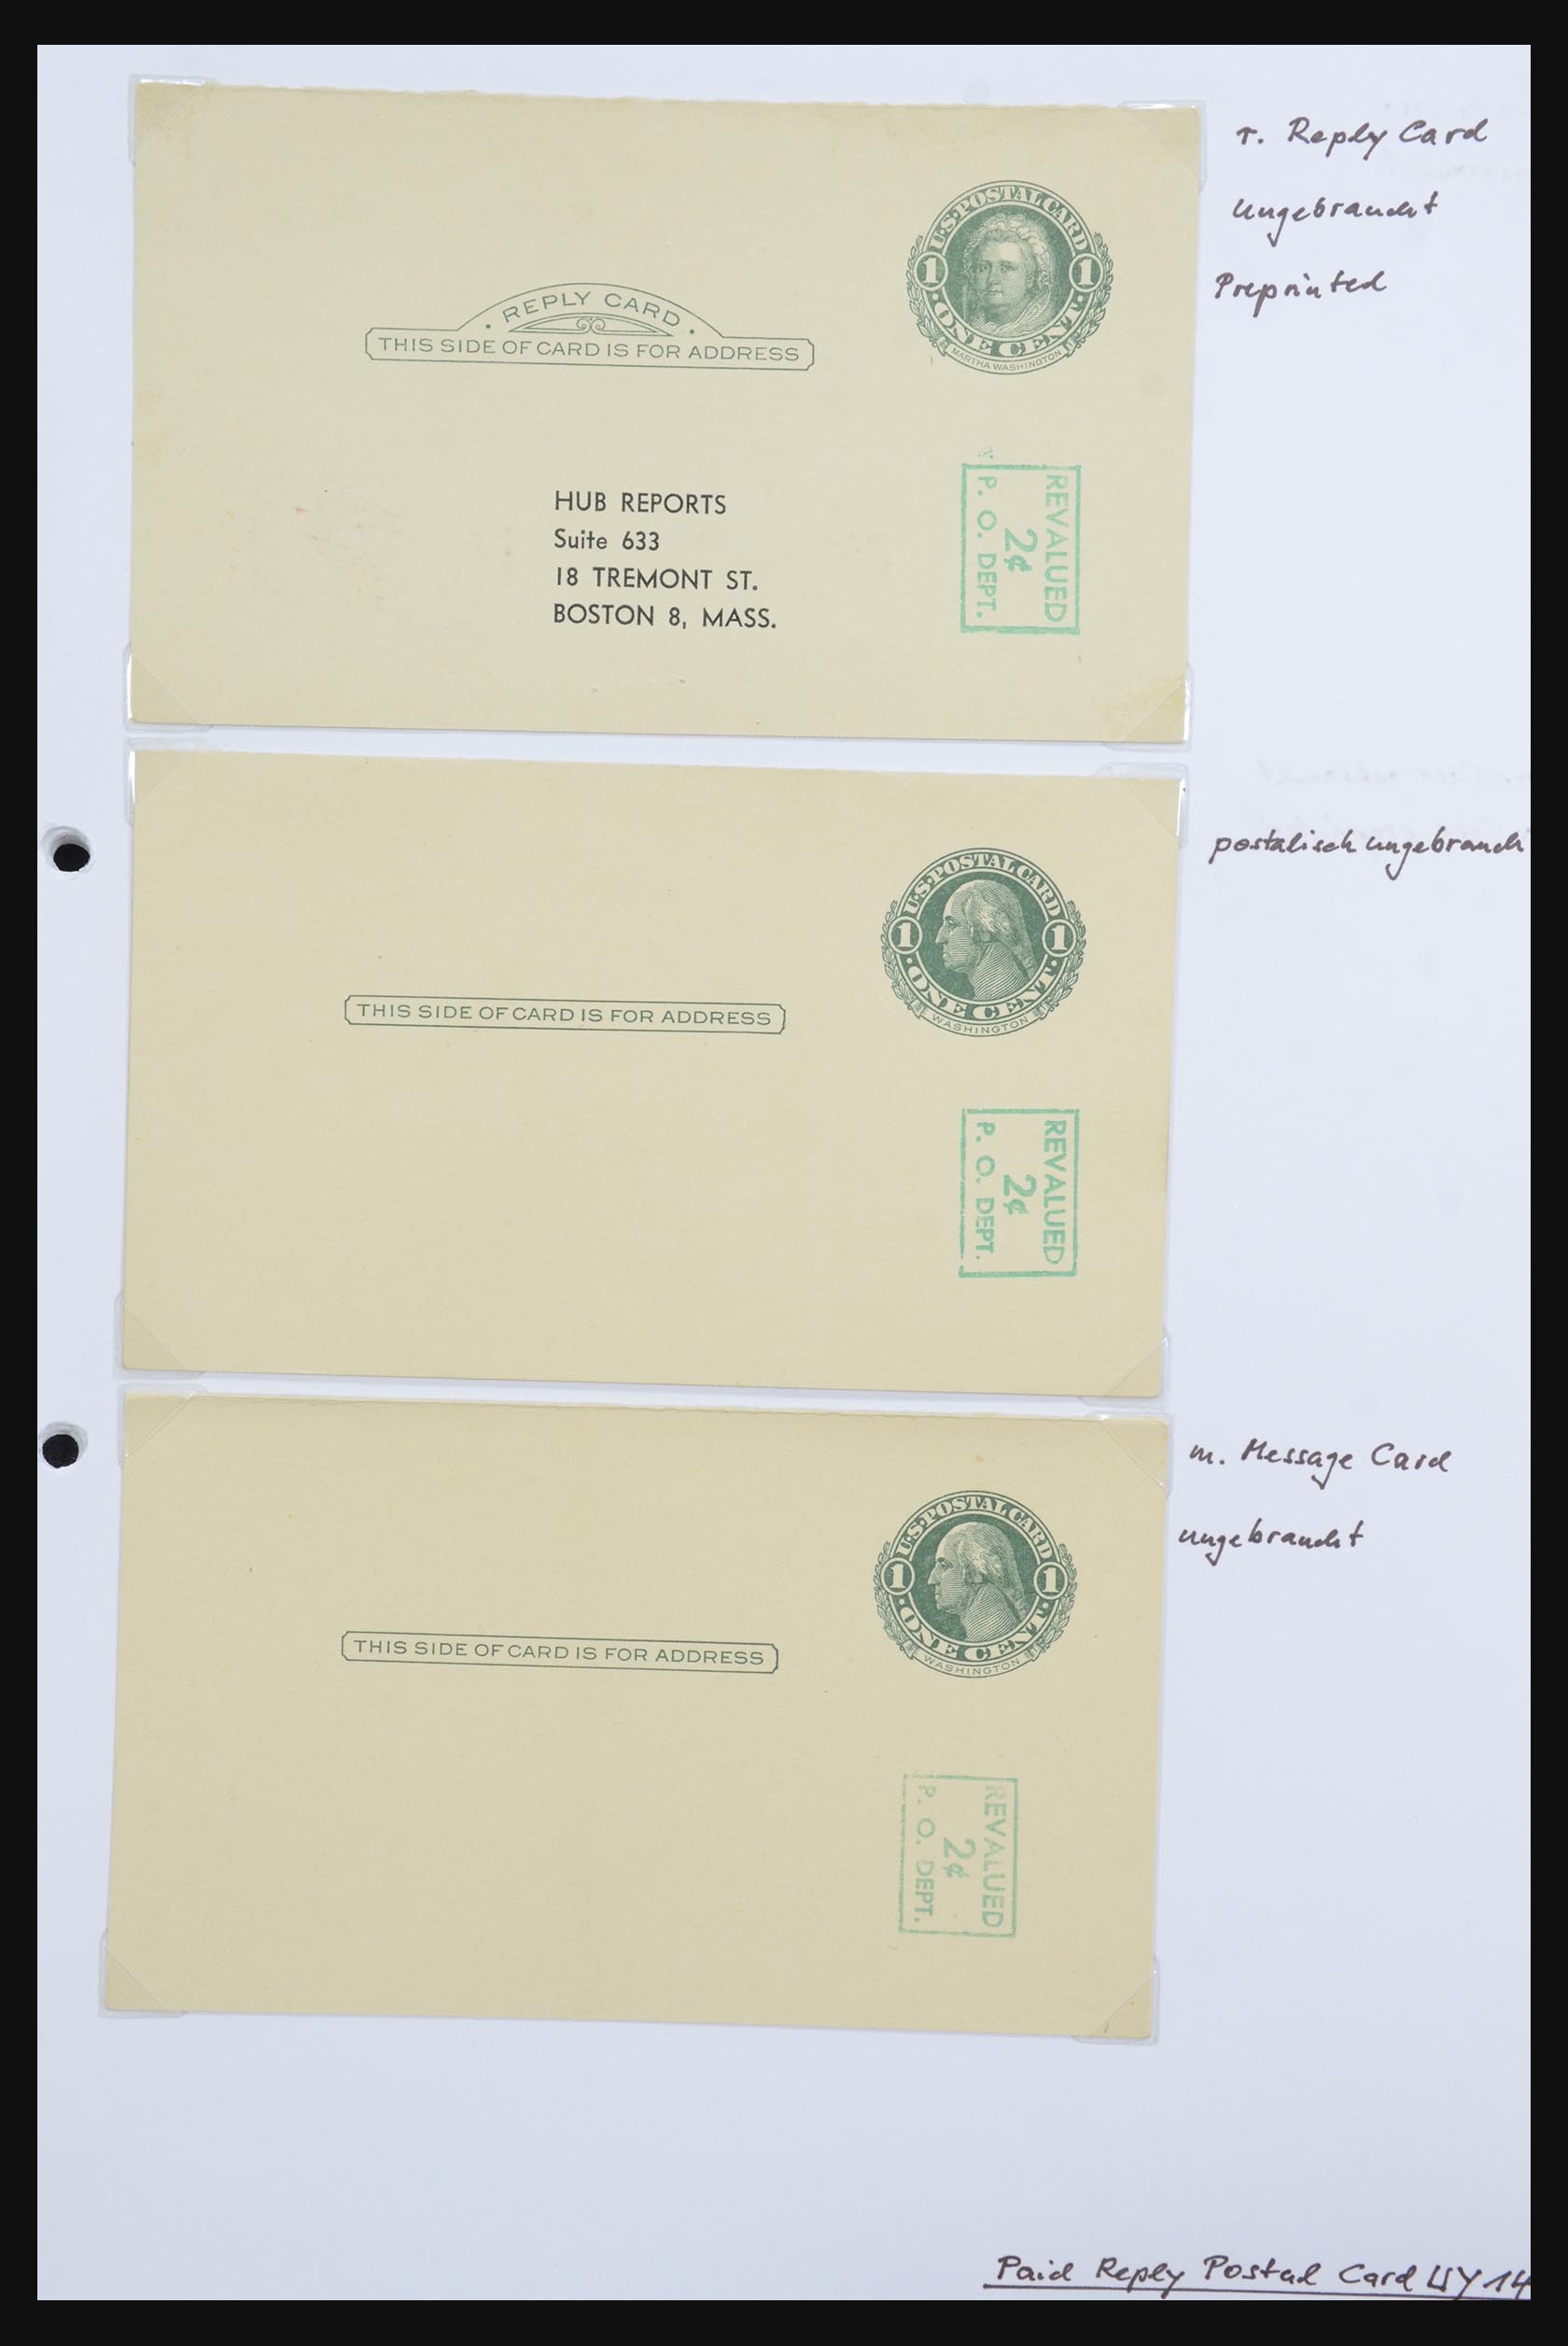 r. Reply Card
Ungebraucht
Preprinted
U.S. POSTAL CARD
1 1
ONE CENT
MARTHA WASHINGTON
REPLY CARD
THIS SIDE OF CARD IS FOR ADDRESS
HUB REPORTS
Suite 633
18 TREMONT ST.
BOSTON 8, MASS.
REVALUED
2¢
P. O. DEPT.
postalisch ungebrauch
U.S. POSTAL CARD
1 1
ONE CENT
WASHINGTON
THIS SIDE OF CARD IS FOR ADDRESS
REVALUED
2¢
P. O. DEPT.
m. Message Card
ungebraucht
U.S. POSTAL CARD
1 1
ONE CENT
WASHINGTON
THIS SIDE OF CARD IS FOR ADDRESS
REVALUED
2¢
P. O. DEPT.
Paid Reply Postal Card UY 14